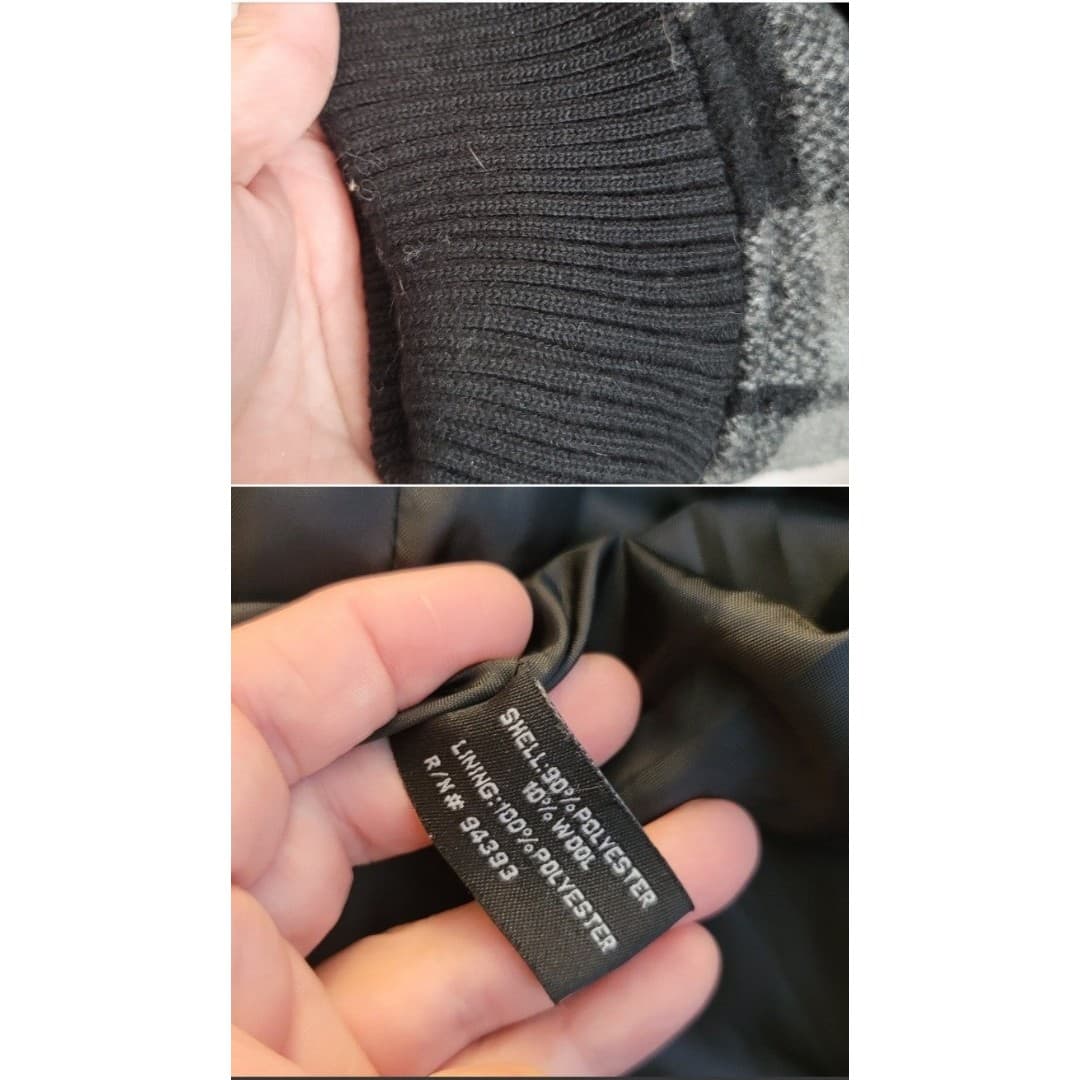 SHELL:90%POLYESTER
10%WOOL
LINING:100%POLYESTER
R/N# 94393